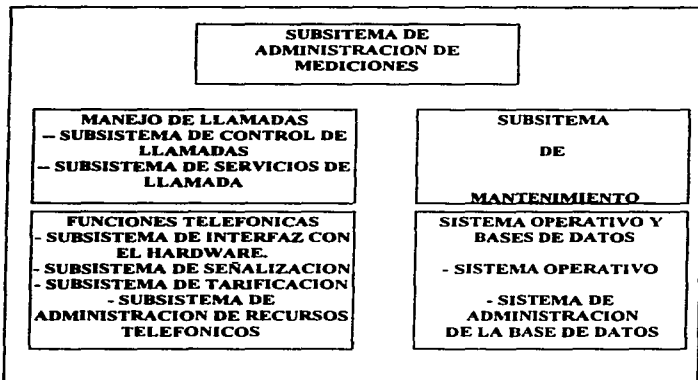 SUBSITEMA DE
ADMINISTRACION DE
MEDICIONES
MANEJO DE LLAMADAS
– SUBSISTEMA DE CONTROL DE
LLAMADAS
– SUBSISTEMA DE SERVICIOS DE
LLAMADA
SUBSITEMA
DE
MANTENIMIENTO
FUNCIONES TELEFONICAS
- SUBSISTEMA DE INTERFAZ CON
EL HARDWARE.
- SUBSISTEMA DE SEÑALIZACION
- SUBSISTEMA DE TARIFICACION
- SUBSISTEMA DE
ADMINISTRACION DE RECURSOS
TELEFONICOS
SISTEMA OPERATIVO Y
BASES DE DATOS
- SISTEMA OPERATIVO
- SISTEMA DE
ADMINISTRACION
DE LA BASE DE DATOS